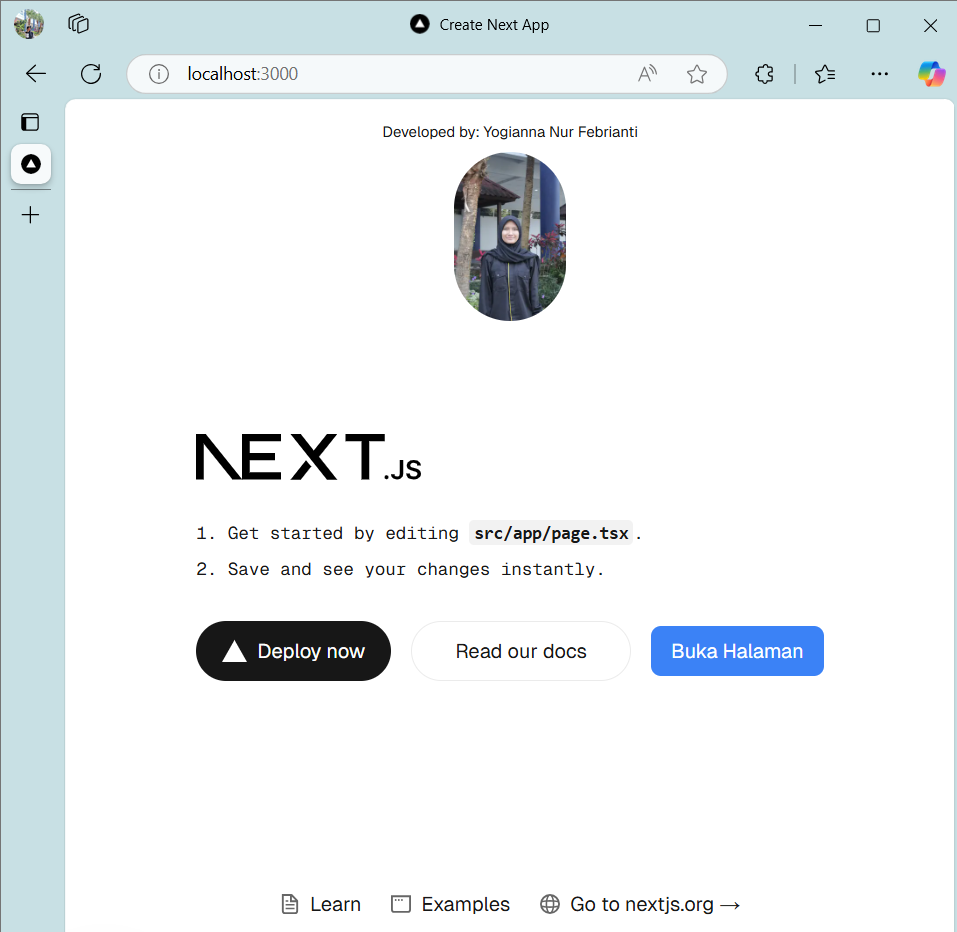 Create Next App
localhost:3000
Developed by: Yogianna Nur Febrianti
NEXT.JS
1. Get started by editing src/app/page.tsx.
2. Save and see your changes instantly.
Deploy now
Read our docs
Buka Halaman
Learn
Examples
Go to nextjs.org →